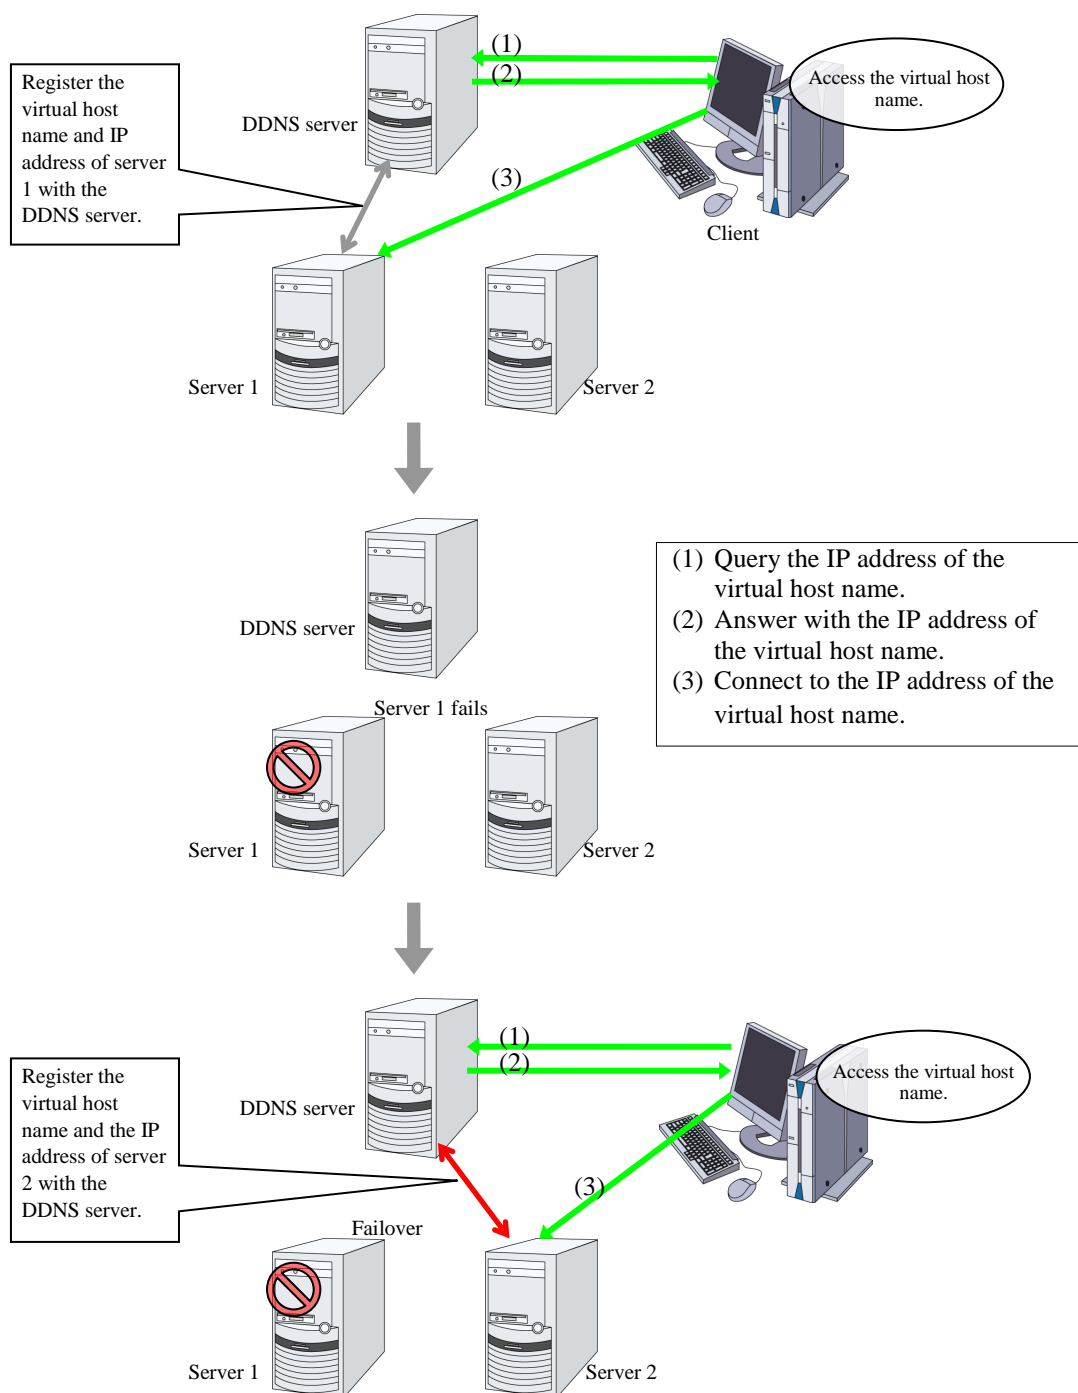 (1)
(2)
Access the virtual host
name.
Register the
virtual host
name and IP
address of server
1 with the
DDNS server.
DDNS server
(3)
Client
Server 1
Server 2
DDNS server
(1) Query the IP address of the
virtual host name.
(2) Answer with the IP address of
the virtual host name.
(3) Connect to the IP address of the
virtual host name.
Server 1 fails
Server 1
Server 2
(1)
(2)
Access the virtual host
name.
Register the
virtual host
name and the IP
address of server
2 with the
DDNS server.
DDNS server
(3)
Failover
Server 1
Server 2